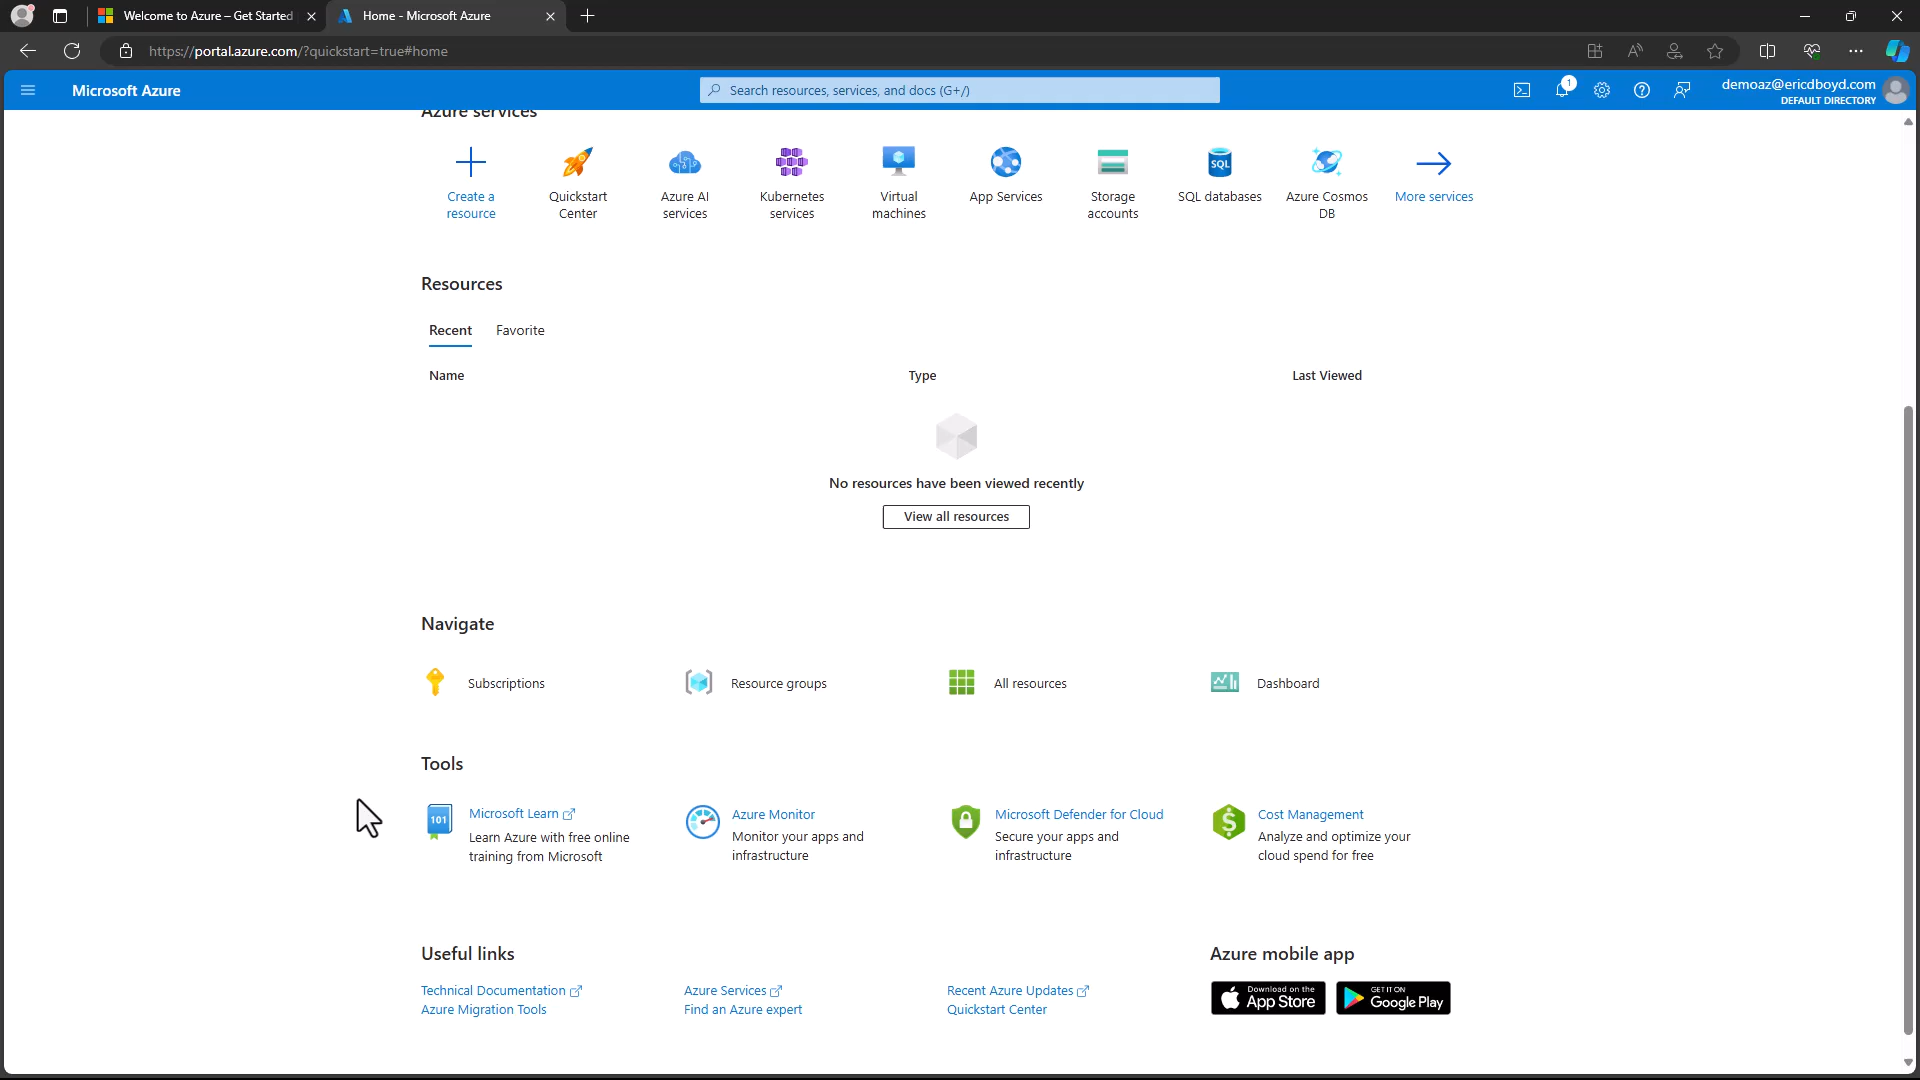 Welcome to Azure – Get Started
Home - Microsoft Azure
https://portal.azure.com/?quickstart=true#home
Microsoft Azure
Search resources, services, and docs (G+/)
1
demoaz@ericdboyd.com
DEFAULT DIRECTORY
Azure services
Create a resource
Quickstart Center
Azure AI services
Kubernetes services
Virtual machines
App Services
Storage accounts
SQL
SQL databases
Azure Cosmos DB
More services
Resources
Recent Favorite
Name Type Last Viewed
No resources have been viewed recently
View all resources
Navigate
Subscriptions Resource groups All resources Dashboard
Tools
101
Microsoft Learn
Learn Azure with free online
training from Microsoft
Azure Monitor
Monitor your apps and
infrastructure
Microsoft Defender for Cloud
Secure your apps and
infrastructure
Cost Management
Analyze and optimize your
cloud spend for free
Useful links
Technical Documentation
Azure Migration Tools
Azure Services
Find an Azure expert
Recent Azure Updates
Quickstart Center
Azure mobile app
Download on the
App Store
GET IT ON
Google Play